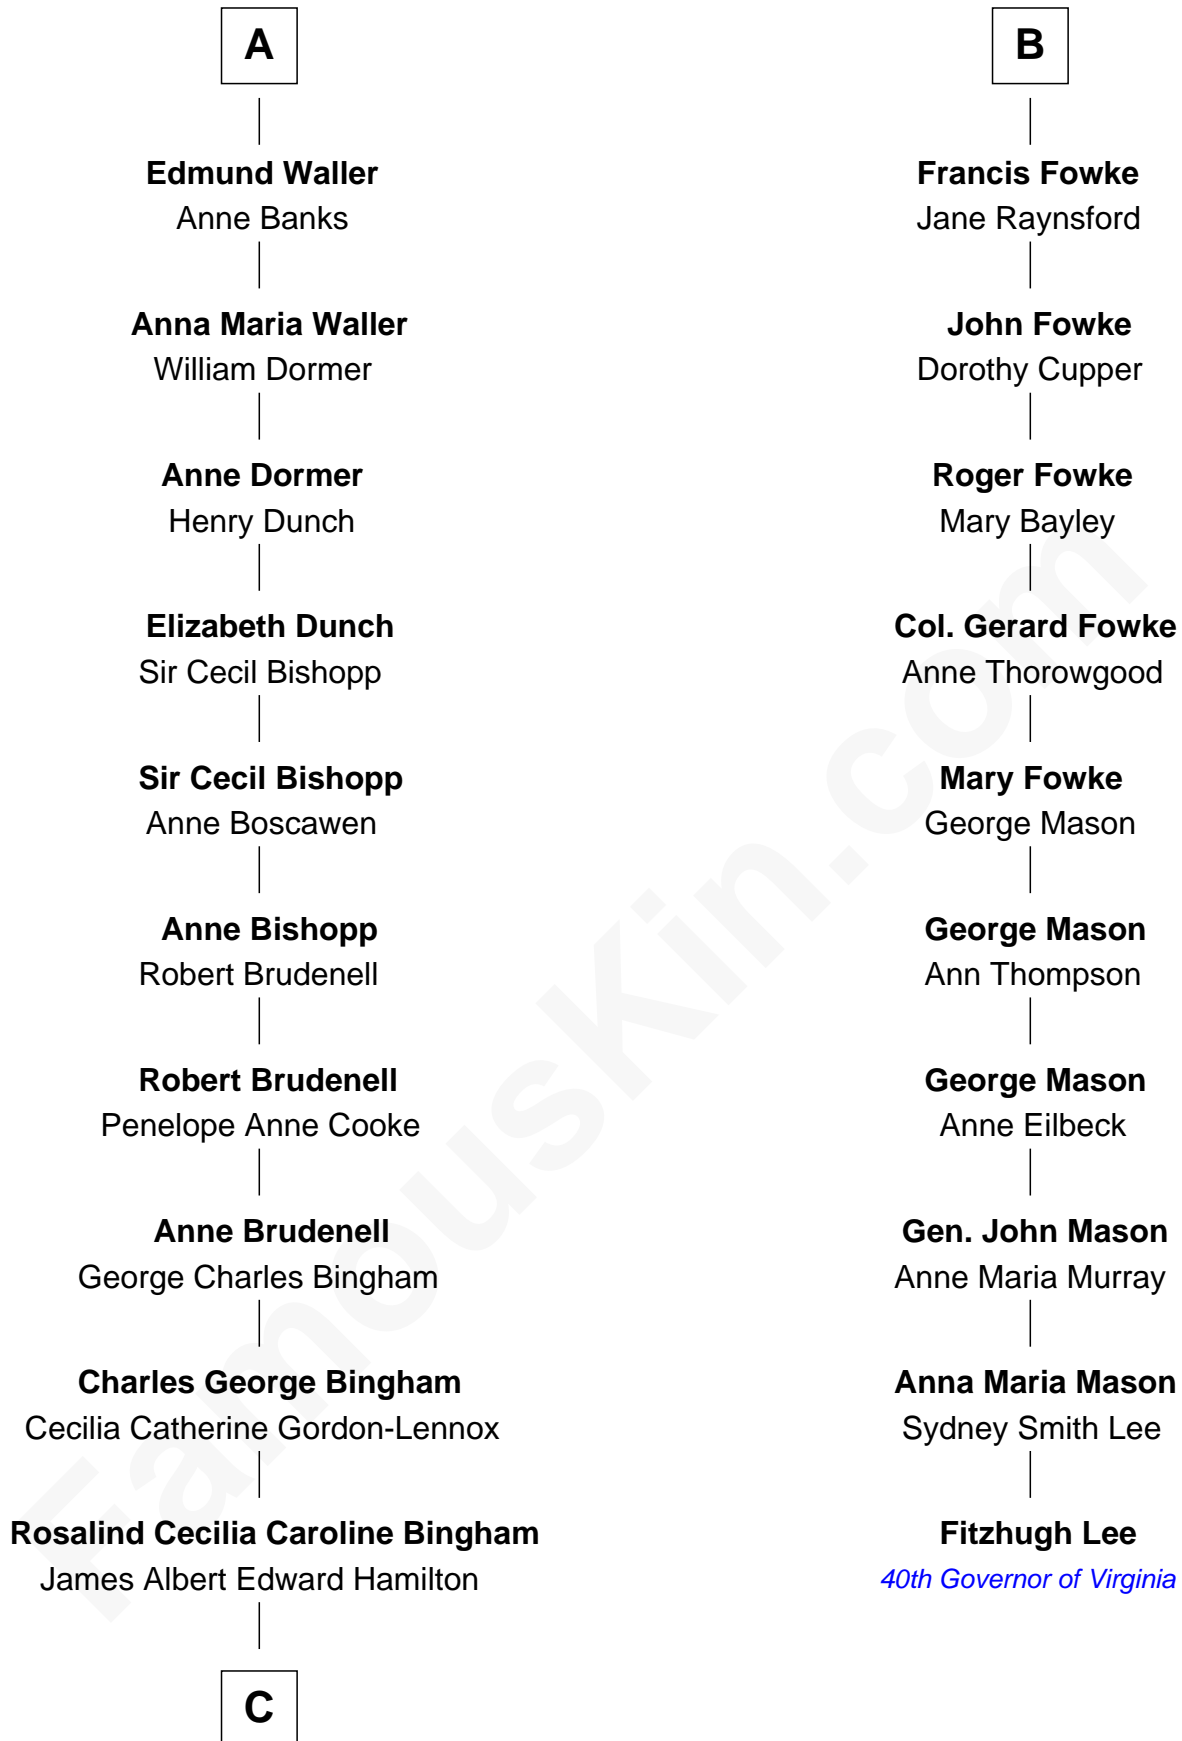 A
Edmund Waller
Anne Banks
Anna Maria Waller
William Dormer
Anne Dormer
Henry Dunch
Elizabeth Dunch
Sir Cecil Bishopp
Sir Cecil Bishopp
Anne Boscawen
Anne Bishopp
Robert Brudenell
Robert Brudenell
Penelope Anne Cooke
Anne Brudenell
George Charles Bingham
Charles George Bingham
Cecilia Catherine Gordon-Lennox
Rosalind Cecilia Caroline Bingham
James Albert Edward Hamilton
C
B
Francis Fowke
Jane Raynsford
John Fowke
Dorothy Cupper
Roger Fowke
Mary Bayley
Col. Gerard Fowke
Anne Thorowgood
Mary Fowke
George Mason
George Mason
Ann Thompson
George Mason
Anne Eilbeck
Gen. John Mason
Anne Maria Murray
Anna Maria Mason
Sydney Smith Lee
Fitzhugh Lee
40th Governor of Virginia
FamousKin.com